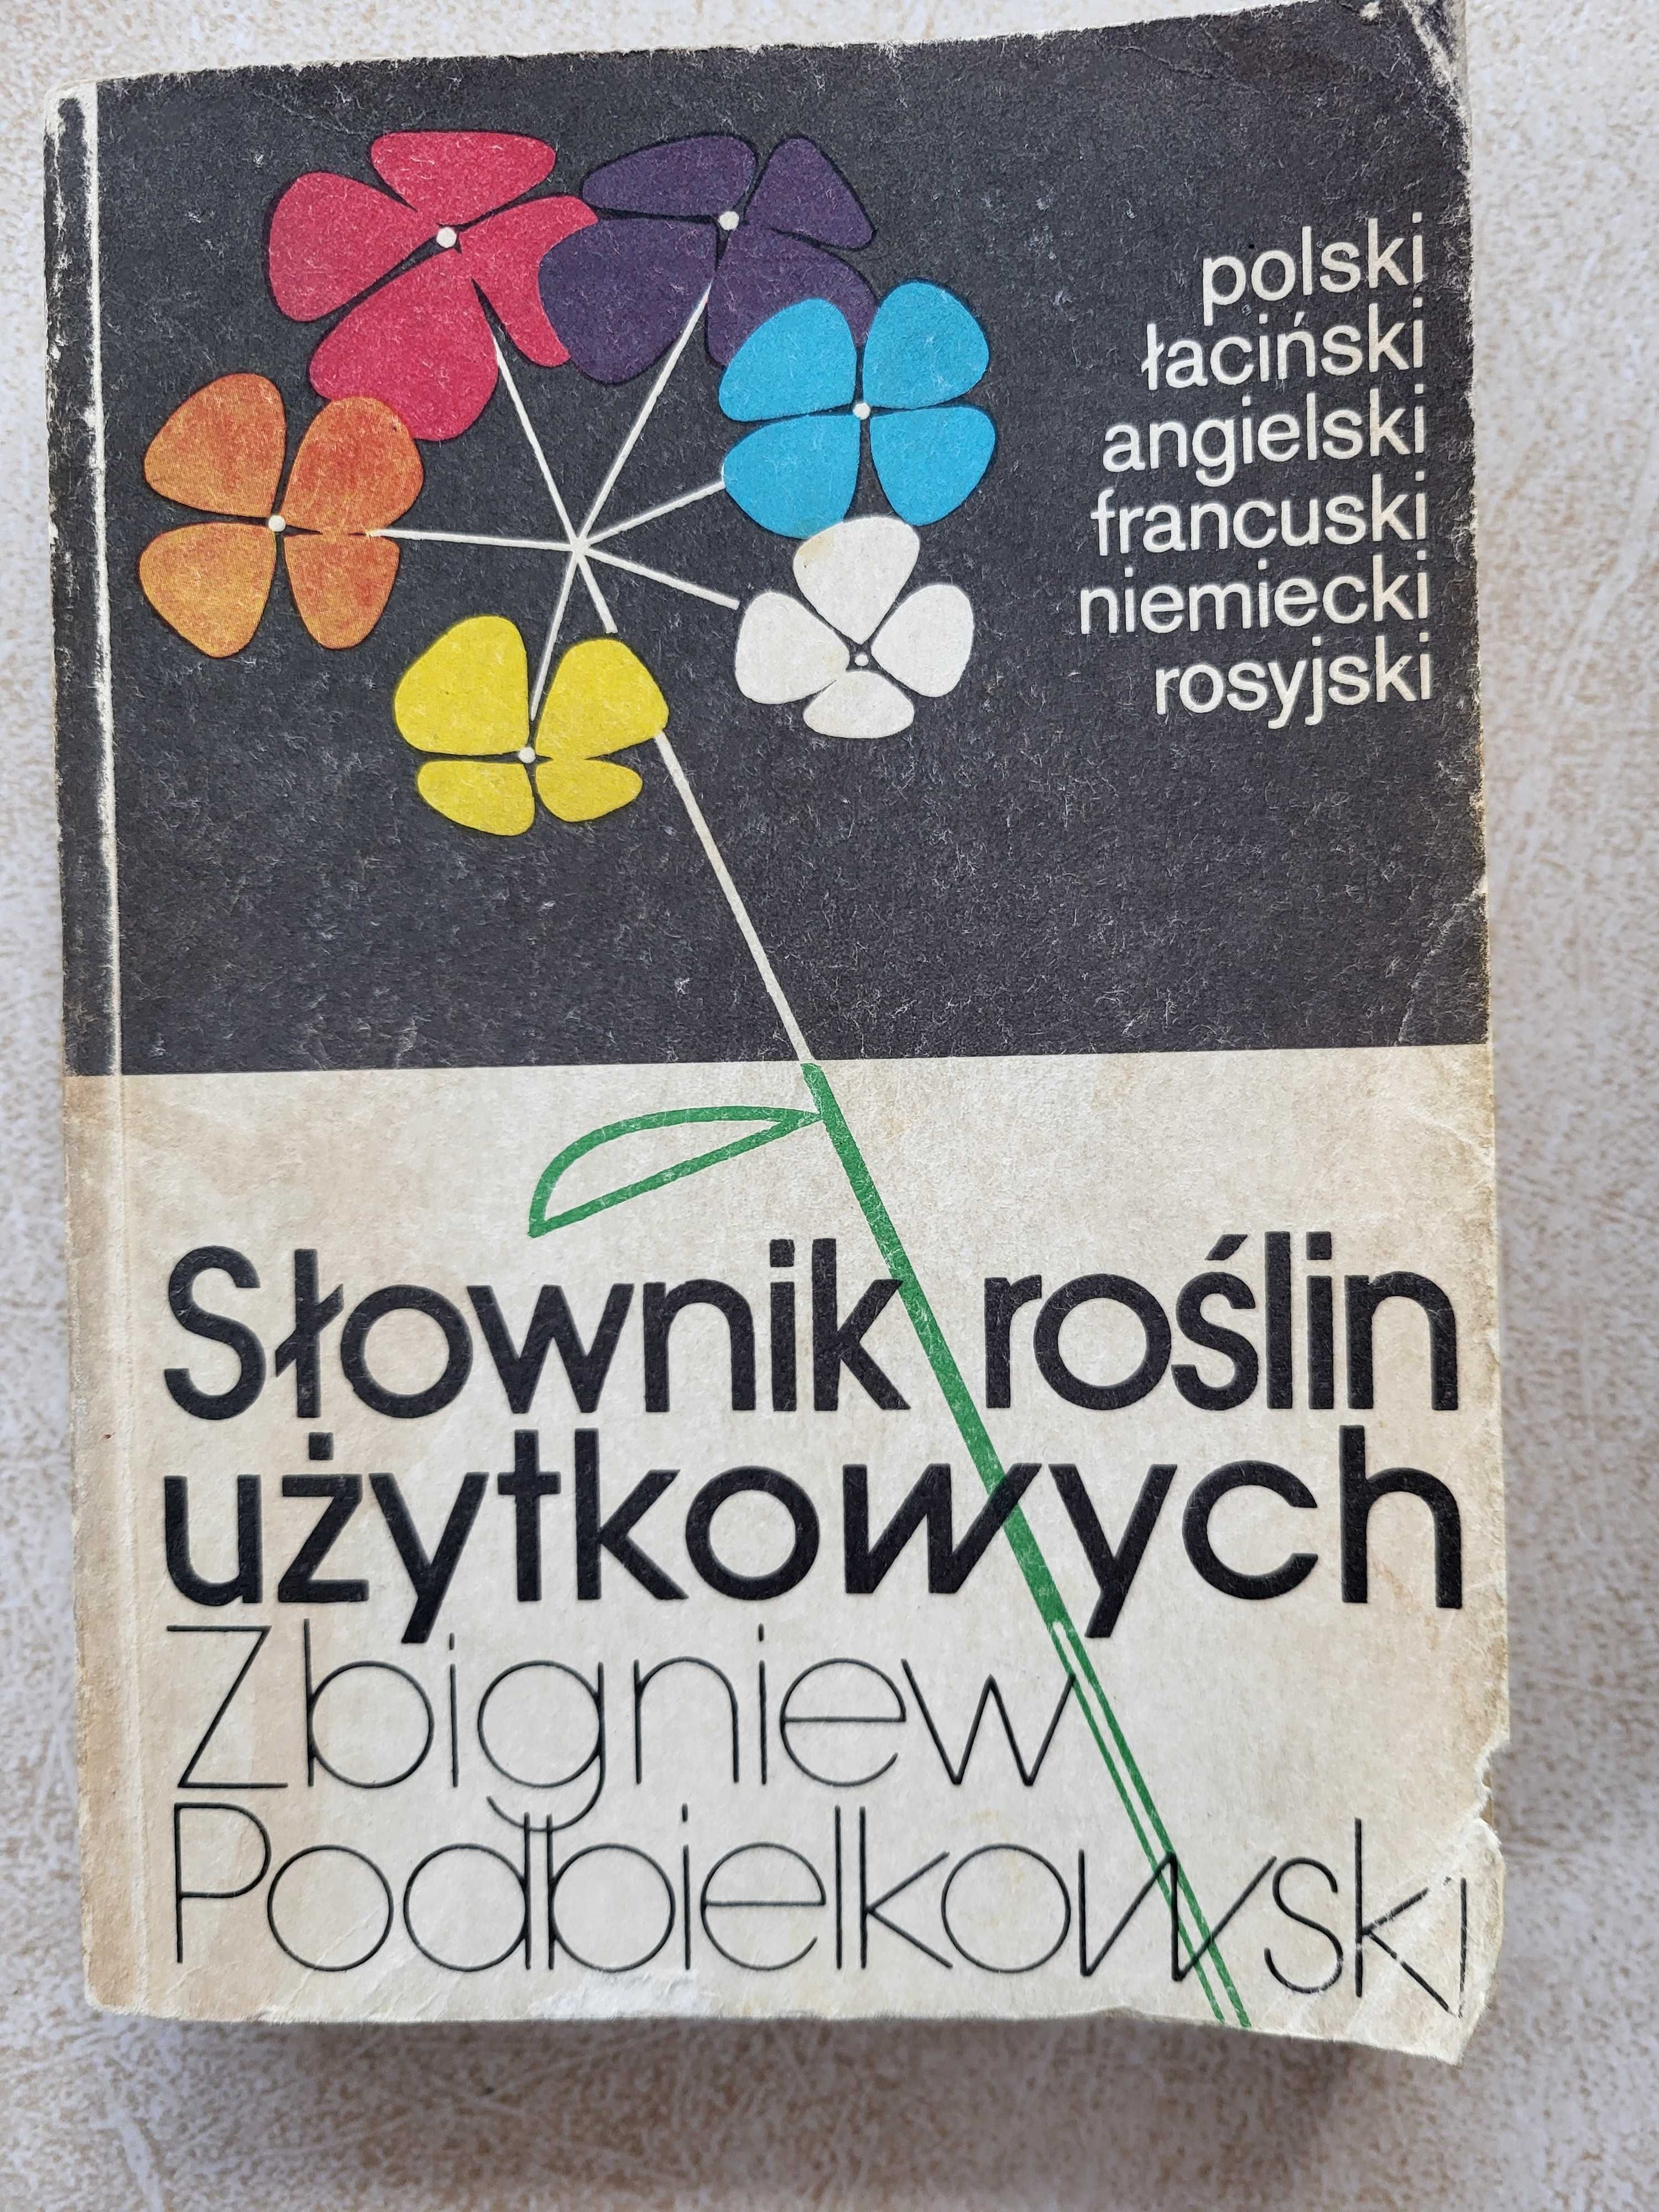 polski
łaciński
angielski
francuski
niemiecki
rosyjski
Słownik roślin
użytkowych
Zbigniew
Podbielkowski